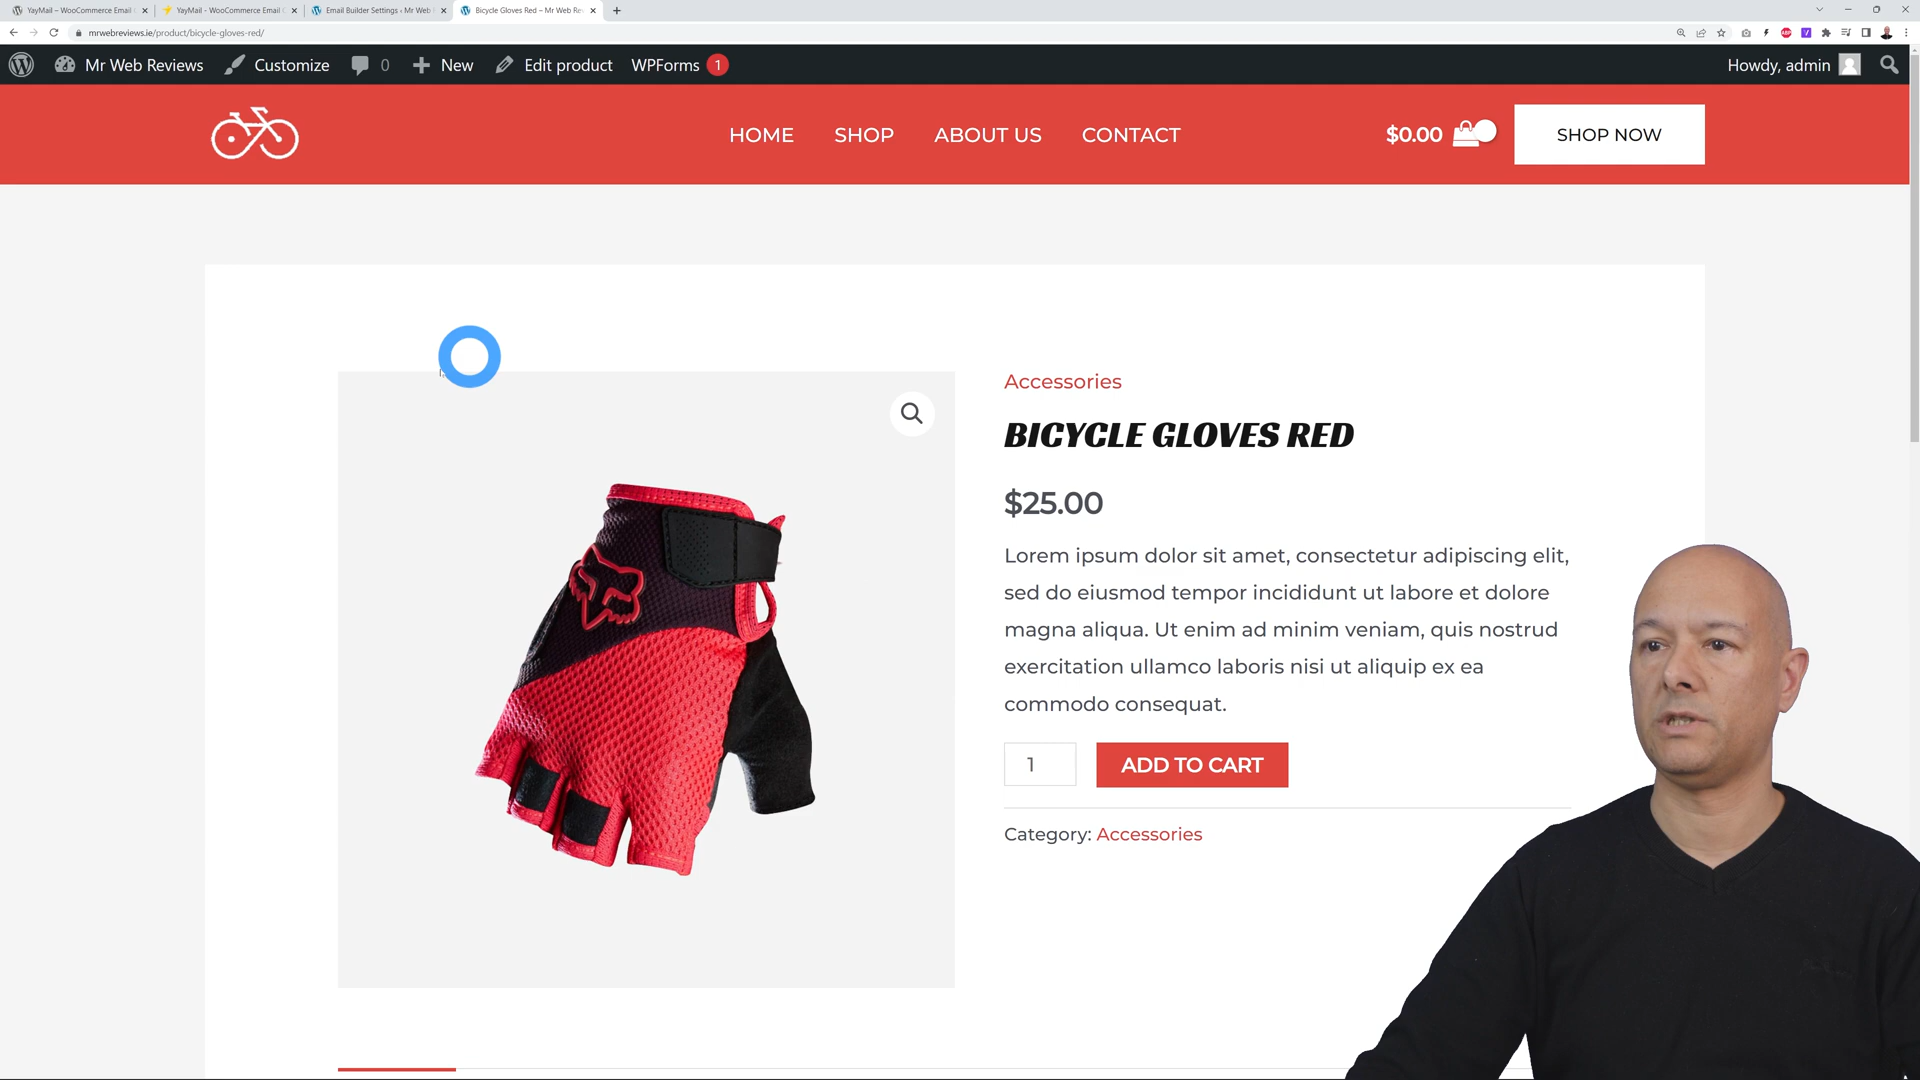 YayMail – WooCommerce Email
YayMail - WooCommerce Email
Email Builder Settings ‹ Mr Web
Bicycle Gloves Red – Mr Web Re
mrwebreviews.ie/product/bicycle-gloves-red/
Mr Web Reviews
Customize
0
New
Edit product
WPForms 1
Howdy, admin
HOME
SHOP
ABOUT US
CONTACT
$0.00
SHOP NOW
Accessories
BICYCLE GLOVES RED
$25.00
Lorem ipsum dolor sit amet, consectetur adipiscing elit,
sed do eiusmod tempor incididunt ut labore et dolore
magna aliqua. Ut enim ad minim veniam, quis nostrud
exercitation ullamco laboris nisi ut aliquip ex ea
commodo consequat.
1
ADD TO CART
Category: Accessories